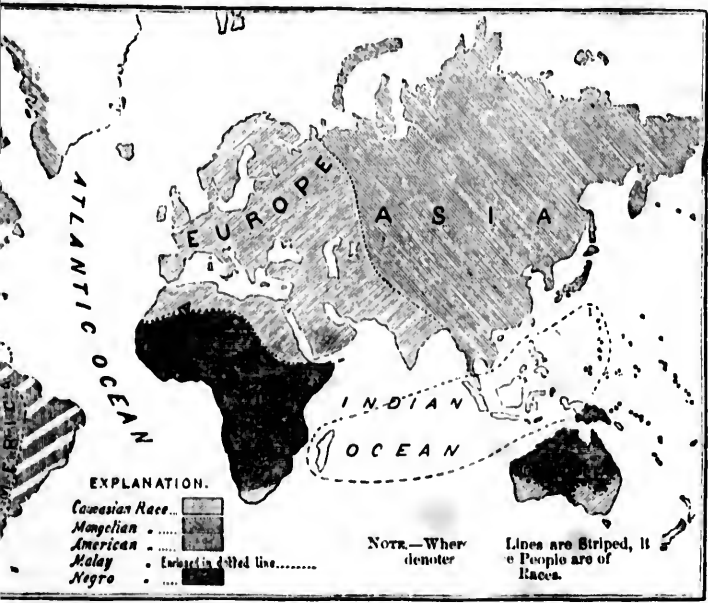 EUROPE
ASIA
ATLANTIC OCEAN
INDIAN
OCEAN
EXPLANATION.
Caucasian Race...
Mongolian " .....
American " .....
Malay " Enclosed in dotted line.........
Negro " ....
NOTE.—Where Lines are Striped, it
denotes People are of
Races.